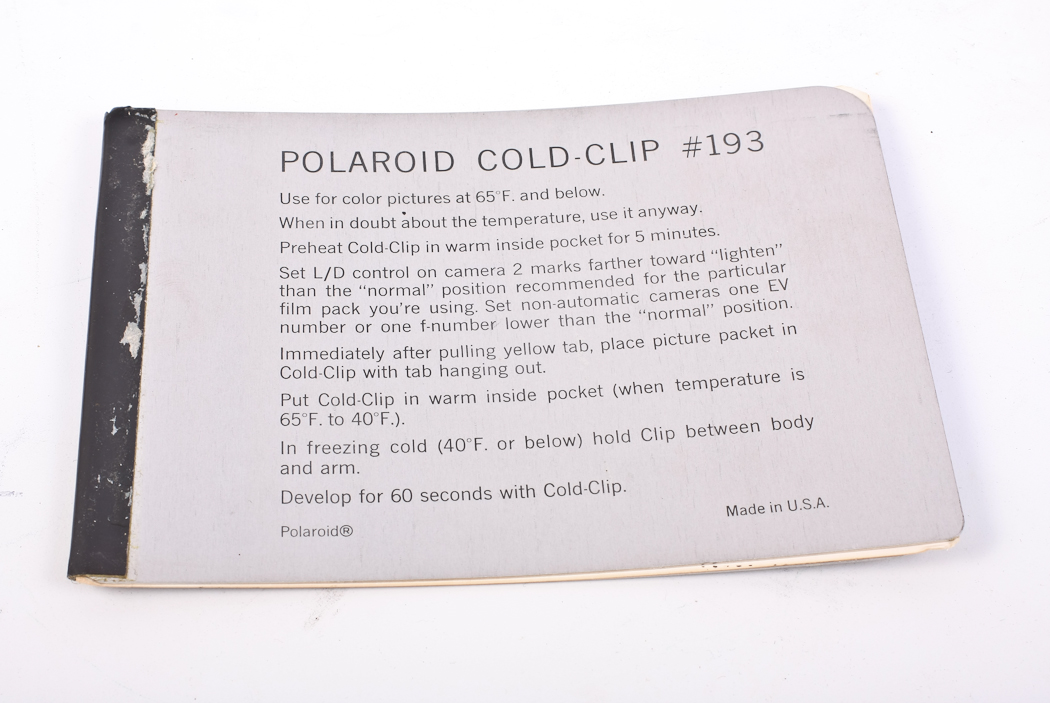 POLAROID COLD-CLIP #193
Use for color pictures at 65°F. and below.
When in doubt about the temperature, use it anyway.
Preheat Cold-Clip in warm inside pocket for 5 minutes.
Set L/D control on camera 2 marks farther toward "lighten"
than the "normal" position recommended for the particular
film pack you're using. Set non-automatic cameras one EV
number or one f-number lower than the "normal" position.
Immediately after pulling yellow tab, place picture packet in
Cold-Clip with tab hanging out.
Put Cold-Clip in warm inside pocket (when temperature is
65°F. to 40°F.).
In freezing cold (40°F. or below) hold Clip between body
and arm.
Develop for 60 seconds with Cold-Clip.
Polaroid®
Made in U.S.A.